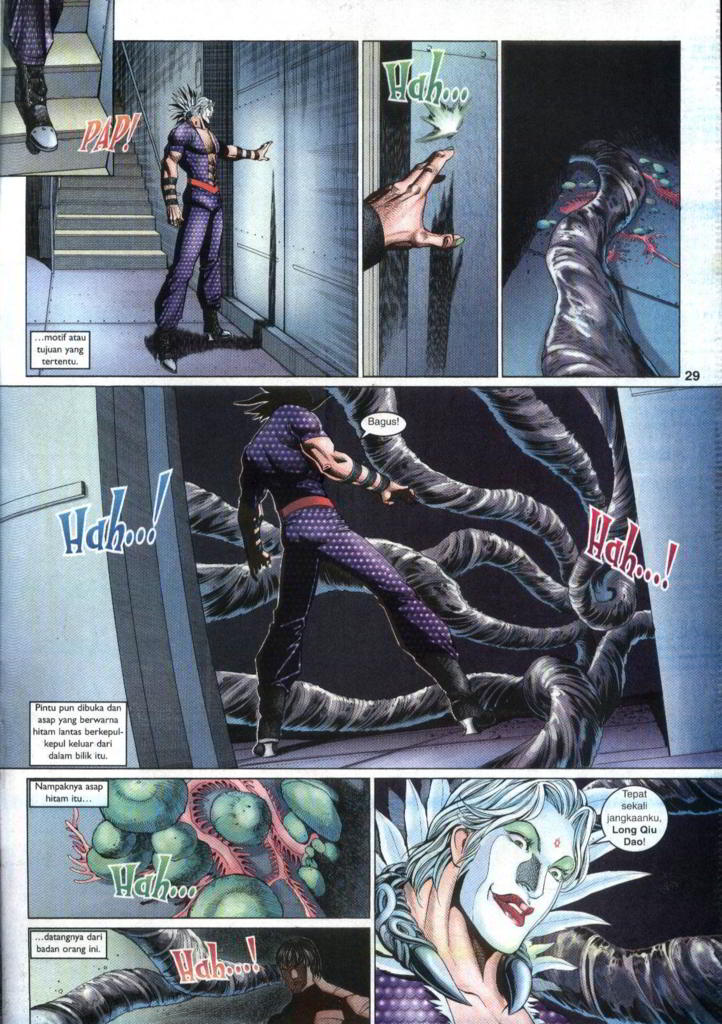 PAP!
...motif atau
tujuan yang
tertentu.
Hah...
29
Bagus!
Hah...!
Hah...!
Pintu pun dibuka dan
asap yang berwarna
hitam lantas berkepul-
kepul keluar dari
dalam bilik itu.
Nampaknya asap
hitam itu...
Hah...
...datangnya dari
badan orang ini.
Hah...!
Tepat
sekali
jangkaanku,
Long Qiu
Dao!